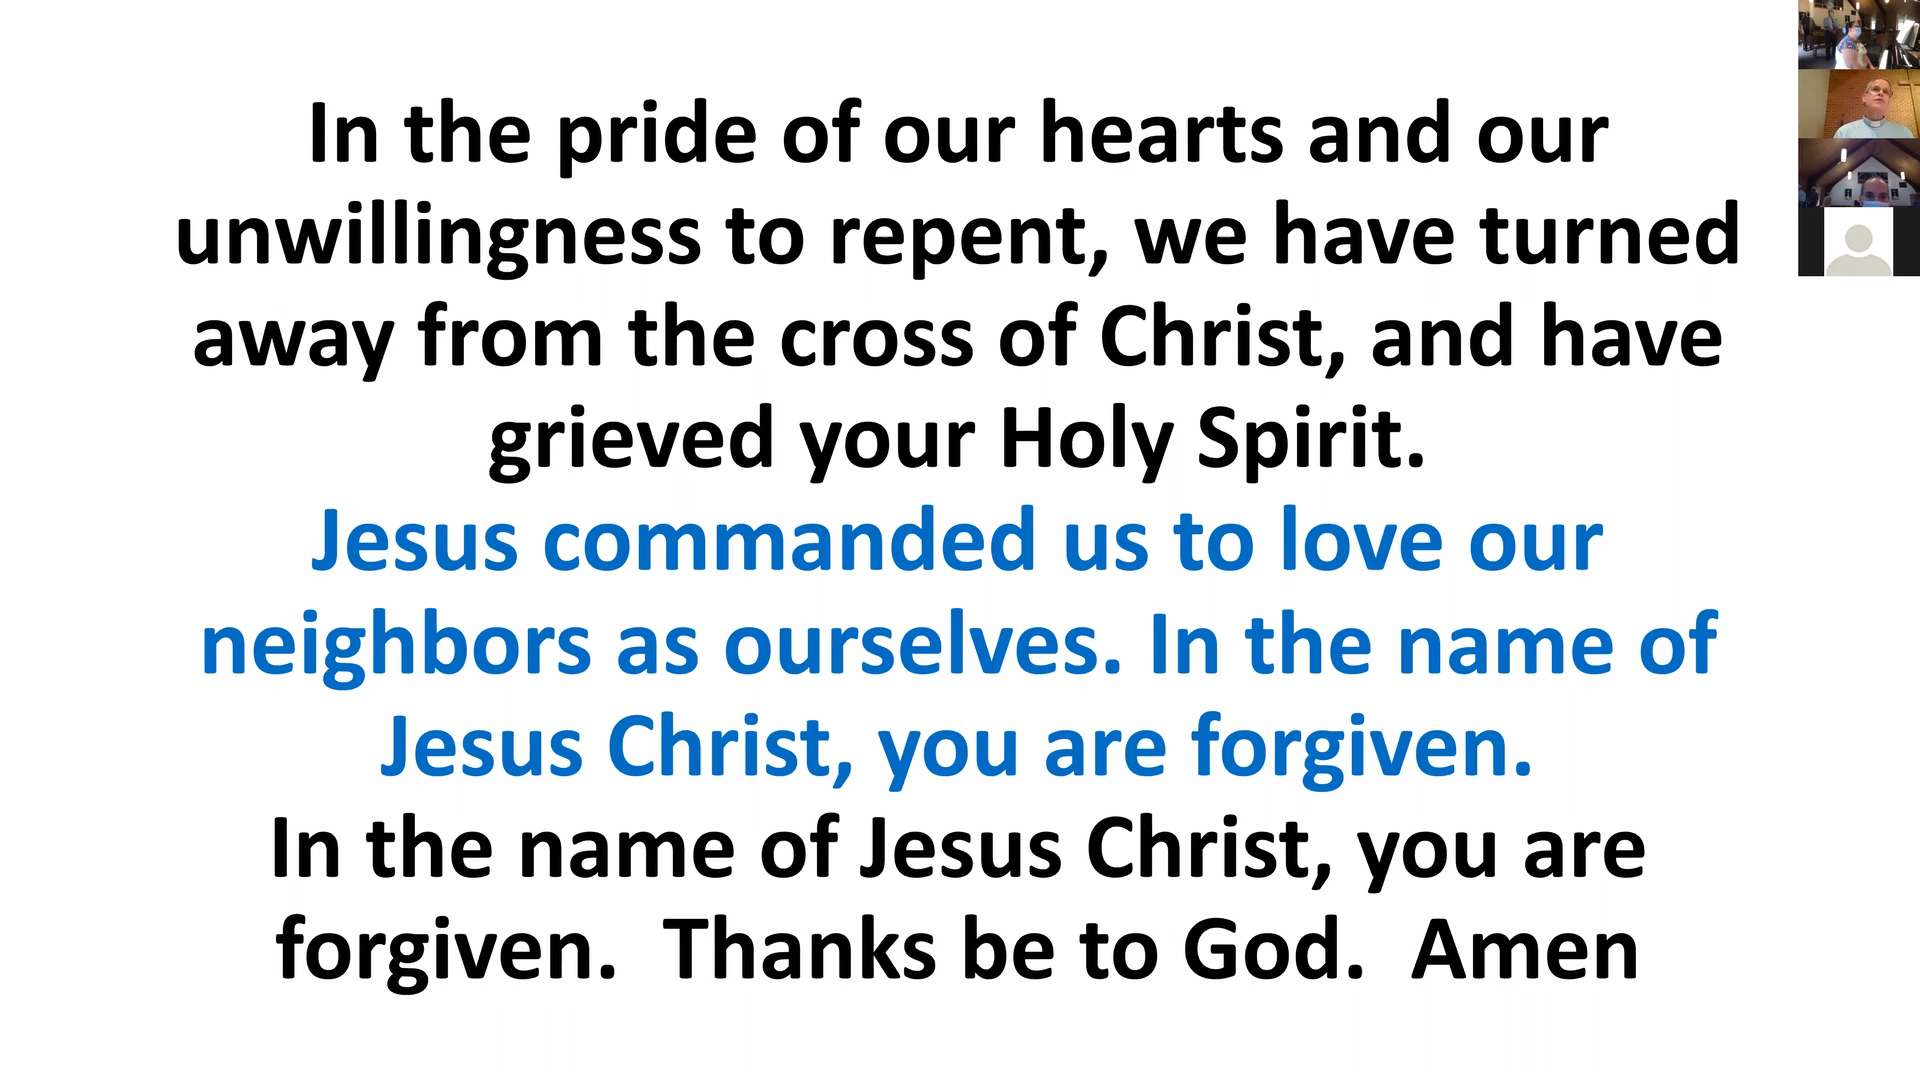 In the pride of our hearts and our
unwillingness to repent, we have turned
away from the cross of Christ, and have
grieved your Holy Spirit.
Jesus commanded us to love our
neighbors as ourselves. In the name of
Jesus Christ, you are forgiven.
In the name of Jesus Christ, you are
forgiven.  Thanks be to God.  Amen